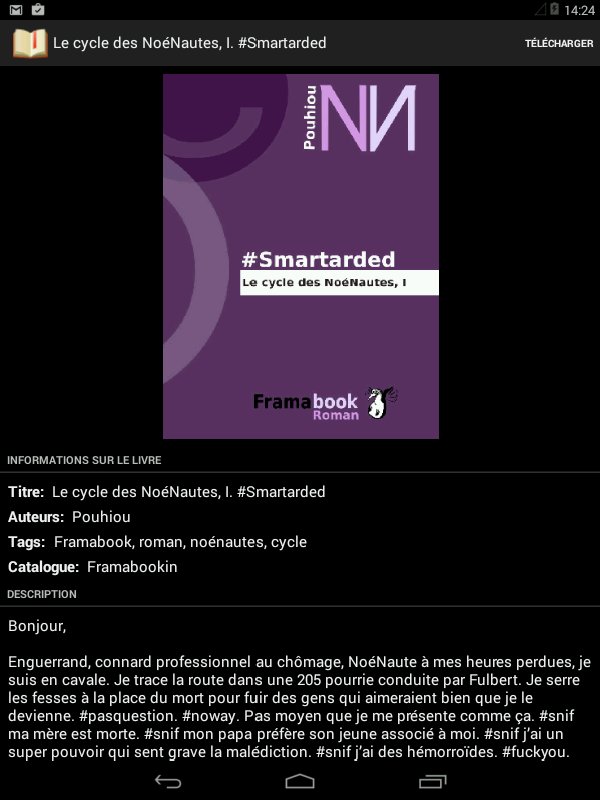 14:24
Le cycle des NoéNautes, I. #Smartarded
TÉLÉCHARGER
Pouhiou
NN
#Smartarded
Le cycle des NoéNautes, I
Framabook
Roman
INFORMATIONS SUR LE LIVRE
Titre: Le cycle des NoéNautes, I. #Smartarded
Auteurs: Pouhiou
Tags: Framabook, roman, noénautes, cycle
Catalogue: Framabookin
DESCRIPTION
Bonjour,
Enguerrand, connard professionnel au chômage, NoéNaute à mes heures perdues, je
suis en cavale. Je trace la route dans une 205 pourrie conduite par Fulbert. Je serre
les fesses à la place du mort pour fuir des gens qui aimeraient bien que je le
devienne. #pasquestion. #noway. Pas moyen que je me présente comme ça. #snif
ma mère est morte. #snif mon papa préfère son jeune associé à moi. #snif j'ai un
super pouvoir qui sent grave la malédiction. #snif j'ai des hémorroïdes. #fuckyou.